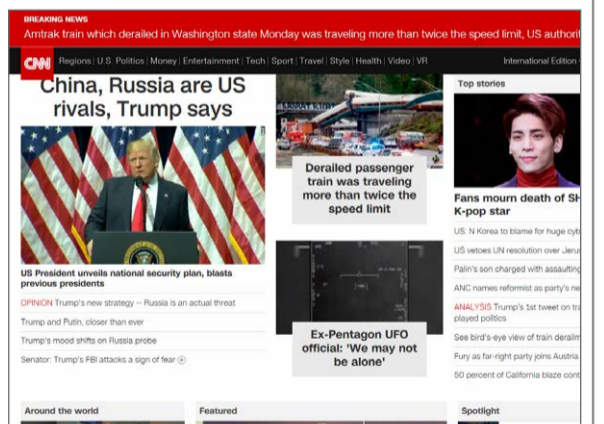 BREAKING NEWS
Amtrak train which derailed in Washington state Monday was traveling more than twice the speed limit, US authorit
CNN
Regions | U.S. Politics | Money | Entertainment | Tech | Sport | Travel | Style | Health | Video | VR
International Edition
China, Russia are US
rivals, Trump says
US President unveils national security plan, blasts
previous presidents
OPINION Trump's new strategy -- Russia is an actual threat
Trump and Putin, closer than ever
Trump's mood shifts on Russia probe
Senator: Trump's FBI attacks a sign of fear
Derailed passenger
train was traveling
more than twice the
speed limit
Ex-Pentagon UFO
official: 'We may not
be alone'
Top stories
Fans mourn death of SH
K-pop star
US: N Korea to blame for huge cyb
US vetoes UN resolution over Jeru
Palin's son charged with assaulting
ANC names reformist as party's ne
ANALYSIS Trump's 1st tweet on tra
played politics
See bird's-eye view of train derailm
Fury as far-right party joins Austria
50 percent of California blaze cont
Around the world
Featured
Spotlight